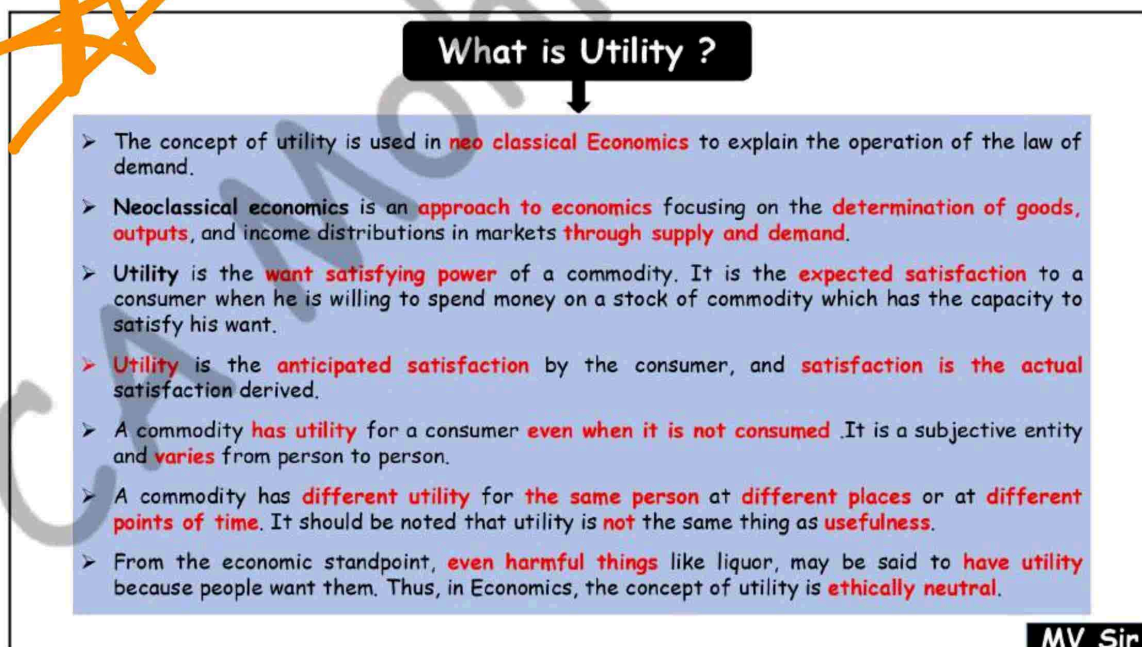 What is Utility ?
➢ The concept of utility is used in neo classical Economics to explain the operation of the law of
demand.
➢ Neoclassical economics is an approach to economics focusing on the determination of goods,
outputs, and income distributions in markets through supply and demand.
➢ Utility is the want satisfying power of a commodity. It is the expected satisfaction to a
consumer when he is willing to spend money on a stock of commodity which has the capacity to
satisfy his want.
➢ Utility is the anticipated satisfaction by the consumer, and satisfaction is the actual
satisfaction derived.
➢ A commodity has utility for a consumer even when it is not consumed .It is a subjective entity
and varies from person to person.
➢ A commodity has different utility for the same person at different places or at different
points of time. It should be noted that utility is not the same thing as usefulness.
➢ From the economic standpoint, even harmful things like liquor, may be said to have utility
because people want them. Thus, in Economics, the concept of utility is ethically neutral.
MV Sir
CA